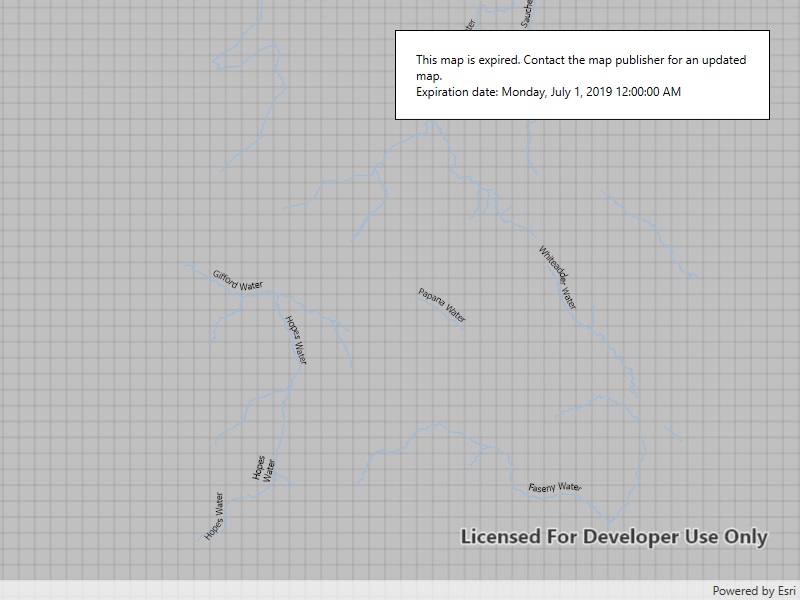 ter
Sauche
This map is expired. Contact the map publisher for an updated
map.
Expiration date: Monday, July 1, 2019 12:00:00 AM
Whiteadder Water
Gifford Water
Papana Water
Hopes Water
Hopes
Water
Hopes Water
Faseny Water
Licensed For Developer Use Only
Powered by Esri